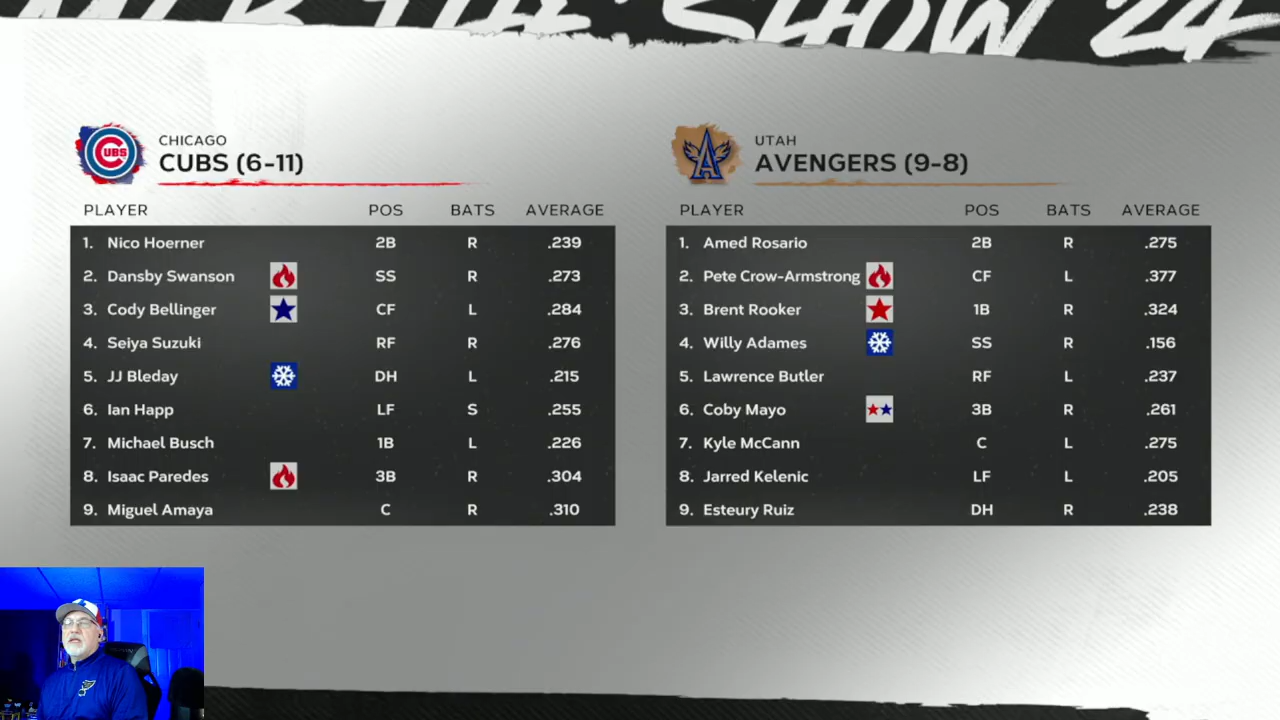 MLB THE SHOW 24
CHICAGO
CUBS (6-11)
PLAYER POS BATS AVERAGE
1. Nico Hoerner 2B R .239
2. Dansby Swanson SS R .273
3. Cody Bellinger CF L .284
4. Seiya Suzuki RF R .276
5. JJ Bleday DH L .215
6. Ian Happ LF S .255
7. Michael Busch 1B L .226
8. Isaac Paredes 3B R .304
9. Miguel Amaya C R .310
UTAH
AVENGERS (9-8)
PLAYER POS BATS AVERAGE
1. Amed Rosario 2B R .275
2. Pete Crow-Armstrong CF L .377
3. Brent Rooker 1B R .324
4. Willy Adames SS R .156
5. Lawrence Butler RF L .237
6. Coby Mayo 3B R .261
7. Kyle McCann C L .275
8. Jarred Kelenic LF L .205
9. Esteury Ruiz DH R .238
CUBS
A